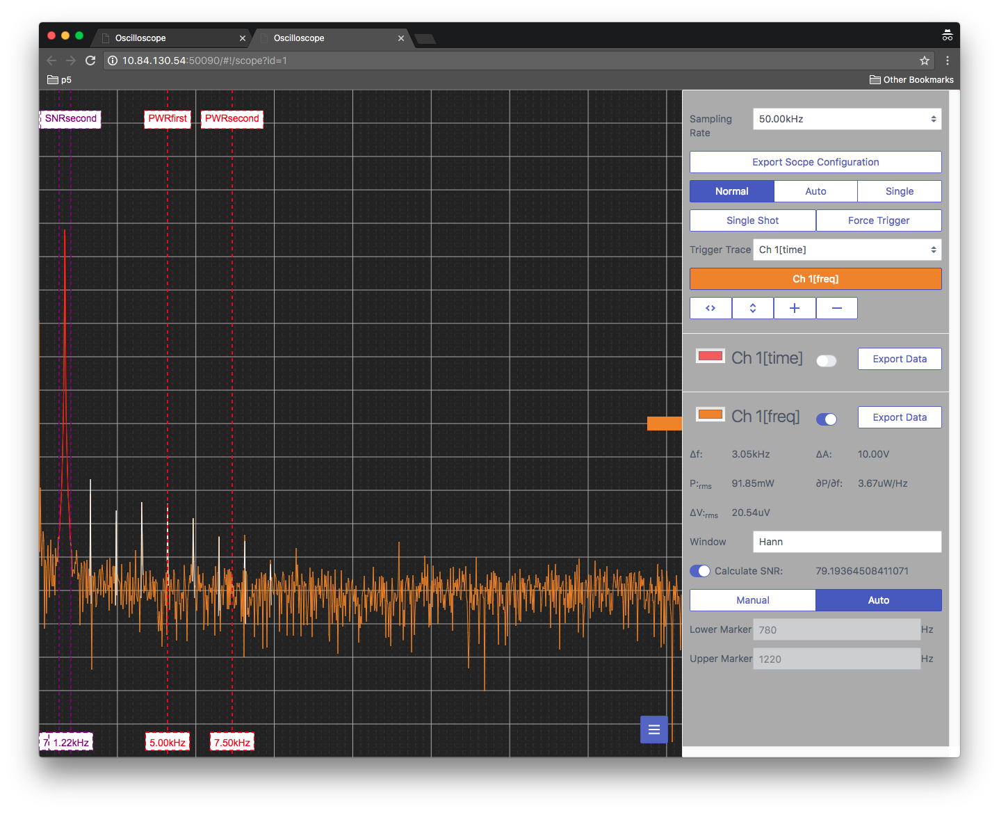 Oscilloscope
Oscilloscope
10.84.130.54:50090/#!/scope?id=1
p5
Other Bookmarks
SNRsecond
PWRfirst
PWRsecond
7
1.22kHz
5.00kHz
7.50kHz
Sampling Rate
50.00kHz
Export Socpe Configuration
Normal
Auto
Single
Single Shot
Force Trigger
Trigger Trace
Ch 1[time]
Ch 1[freq]
Ch 1[time]
Export Data
Ch 1[freq]
Export Data
Δf: 3.05kHz
ΔA: 10.00V
P:rms 91.85mW
∂P/∂f: 3.67uW/Hz
ΔV:rms 20.54uV
Window
Hann
Calculate SNR: 79.19364508411071
Manual
Auto
Lower Marker 780 Hz
Upper Marker 1220 Hz